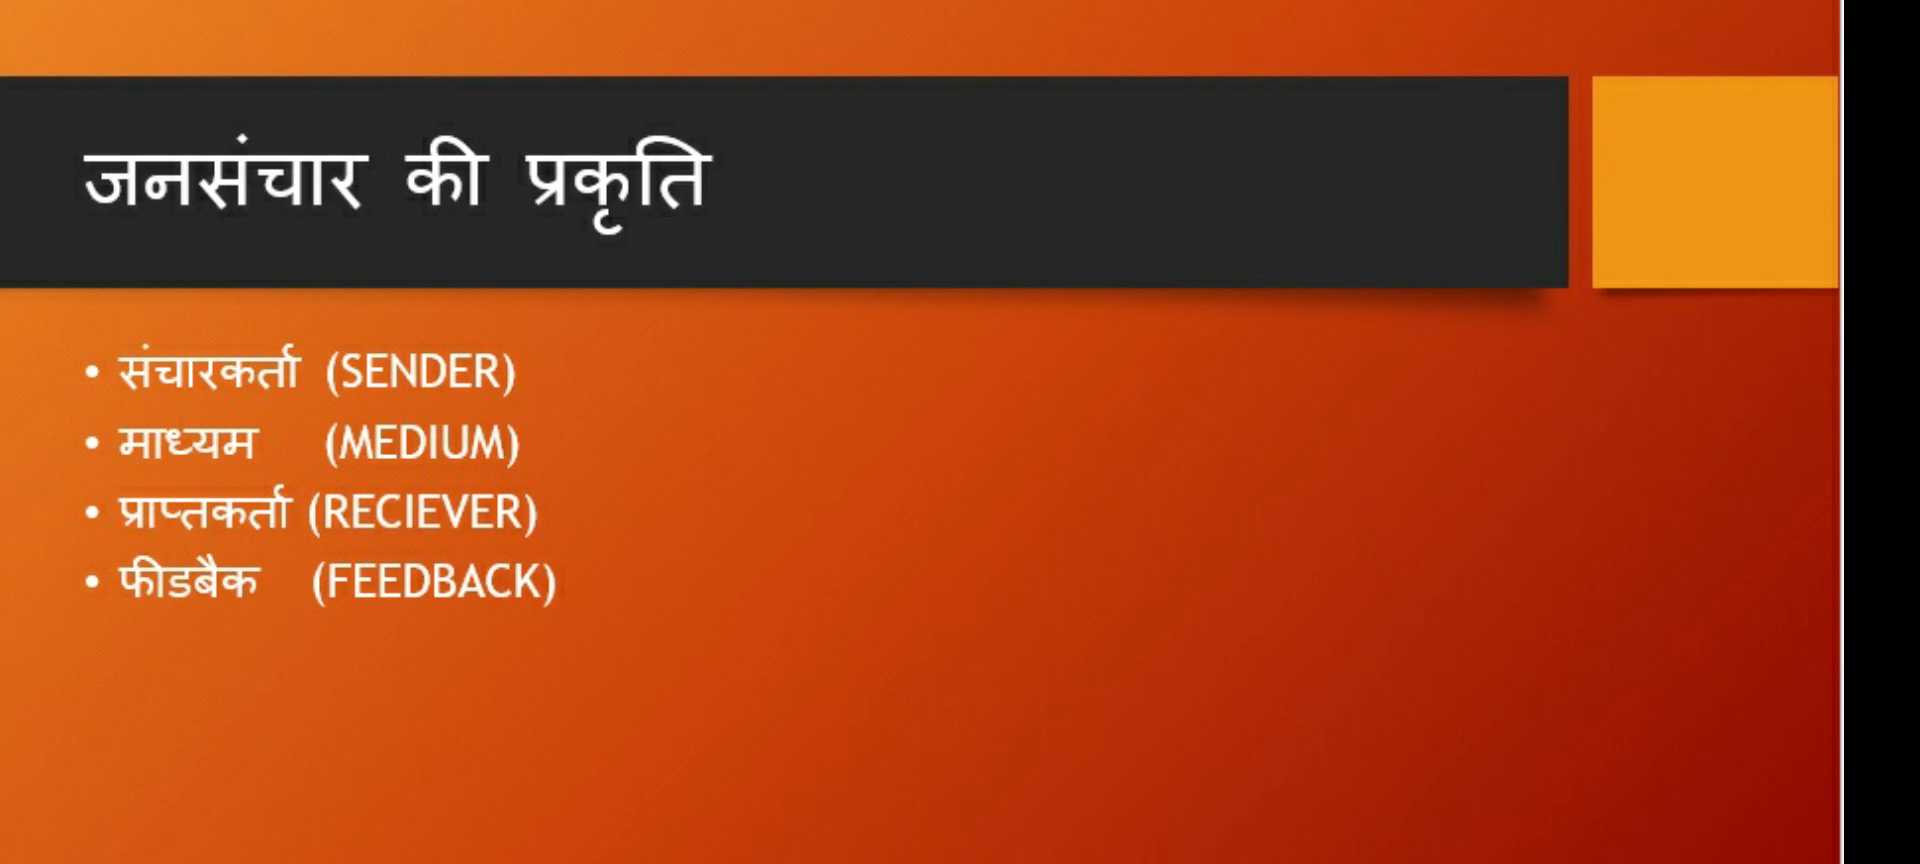 जनसंचार की प्रकृति
• संचारकर्ता (SENDER)
• माध्यम (MEDIUM)
• प्राप्तकर्ता (RECIEVER)
• फीडबैक (FEEDBACK)